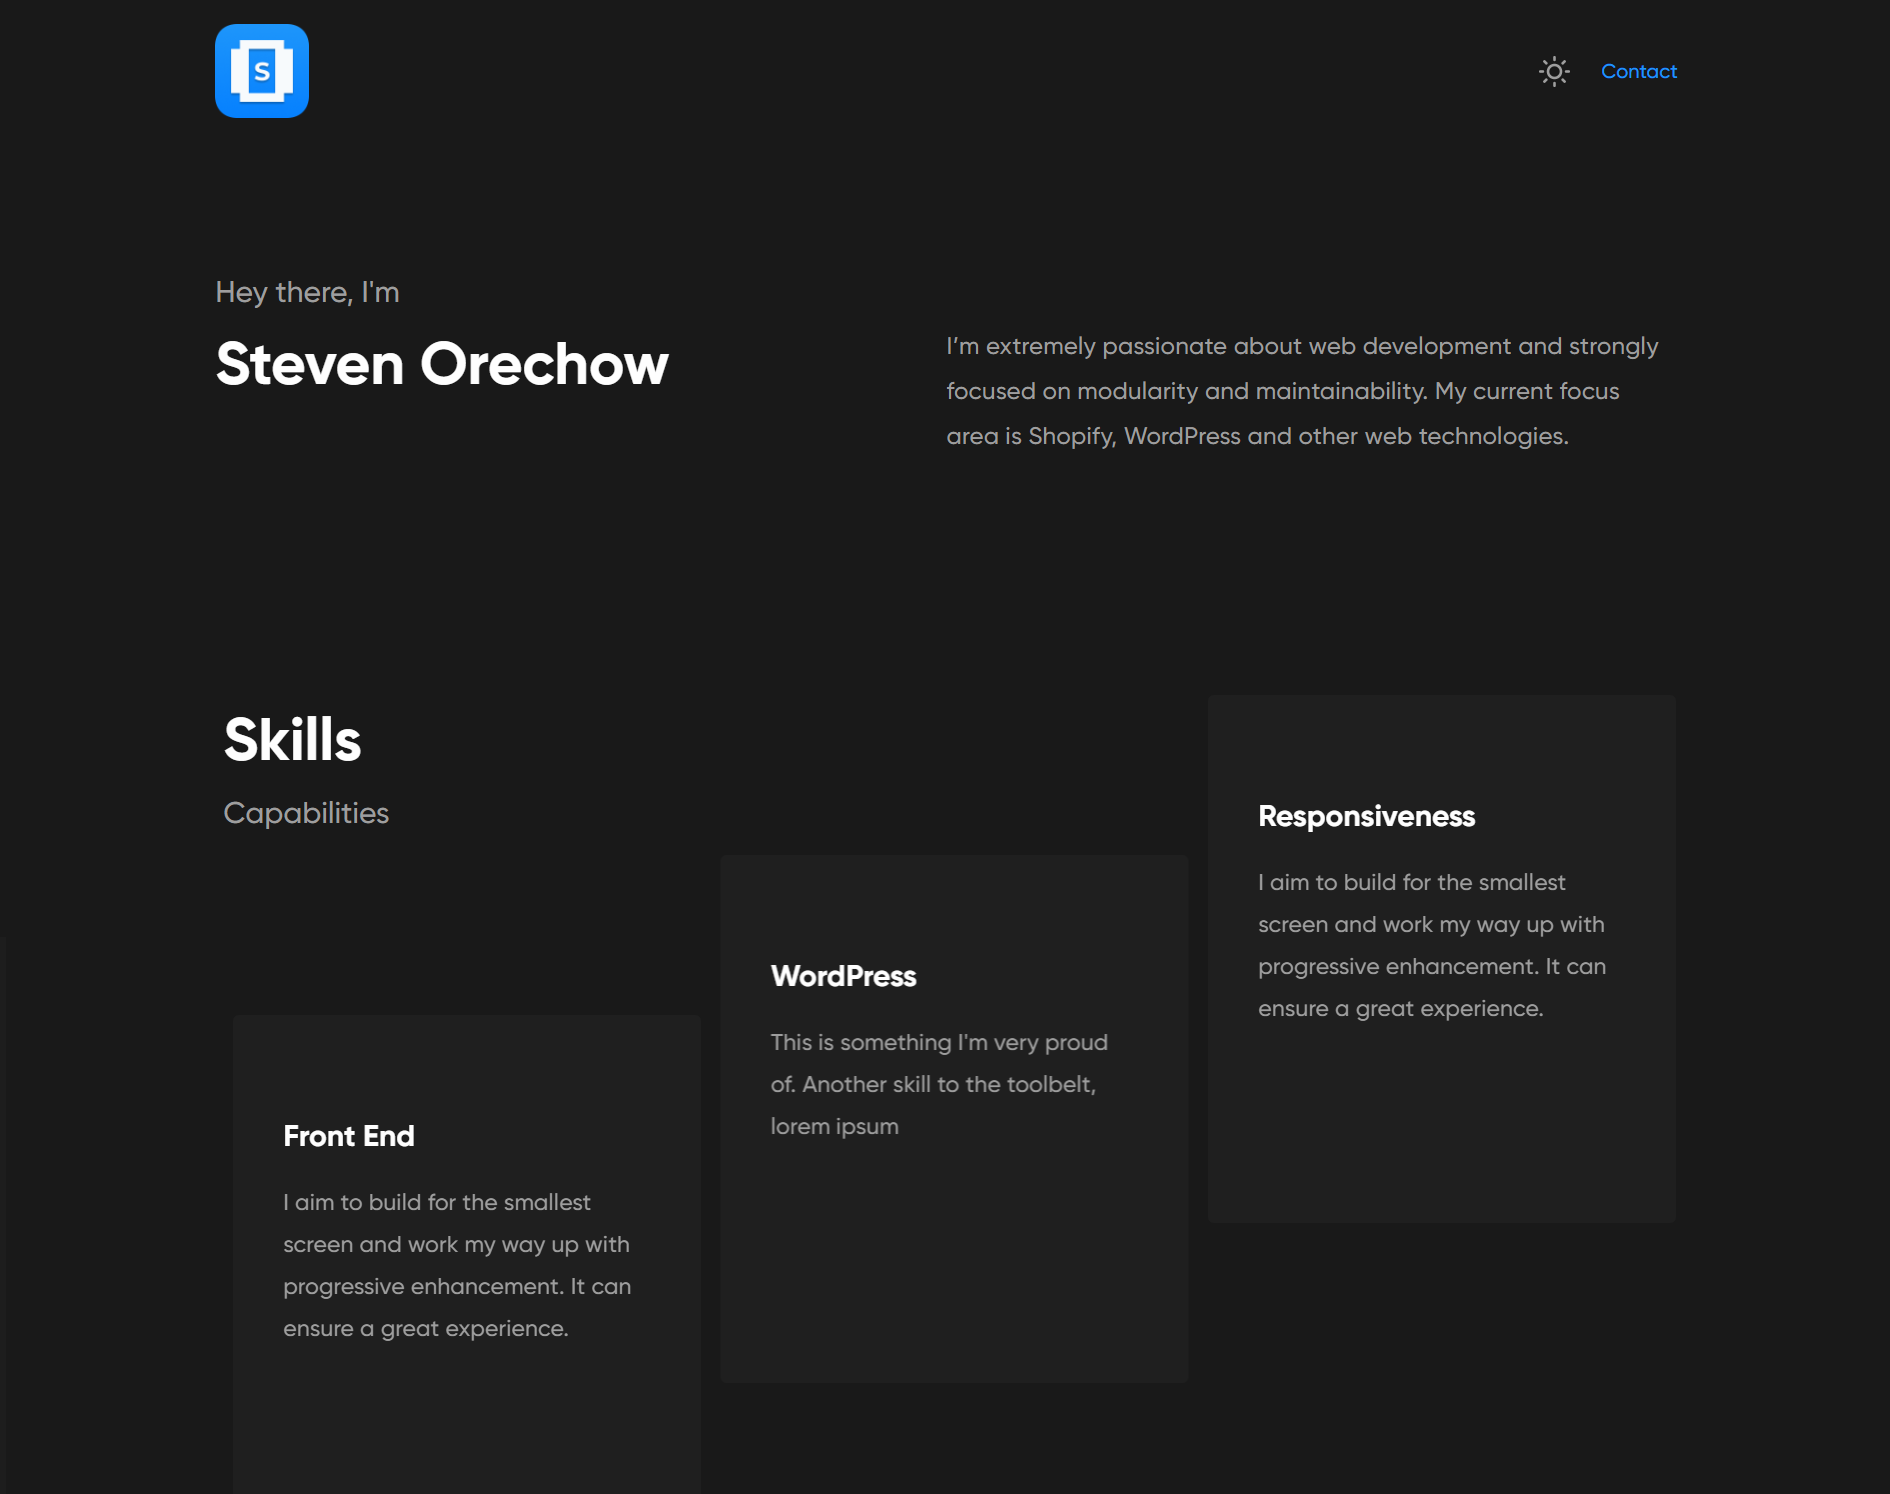 S
Contact
Hey there, I'm
Steven Orechow
I’m extremely passionate about web development and strongly
focused on modularity and maintainability. My current focus
area is Shopify, WordPress and other web technologies.
Skills
Capabilities
Front End
I aim to build for the smallest
screen and work my way up with
progressive enhancement. It can
ensure a great experience.
WordPress
This is something I'm very proud
of. Another skill to the toolbelt,
lorem ipsum
Responsiveness
I aim to build for the smallest
screen and work my way up with
progressive enhancement. It can
ensure a great experience.